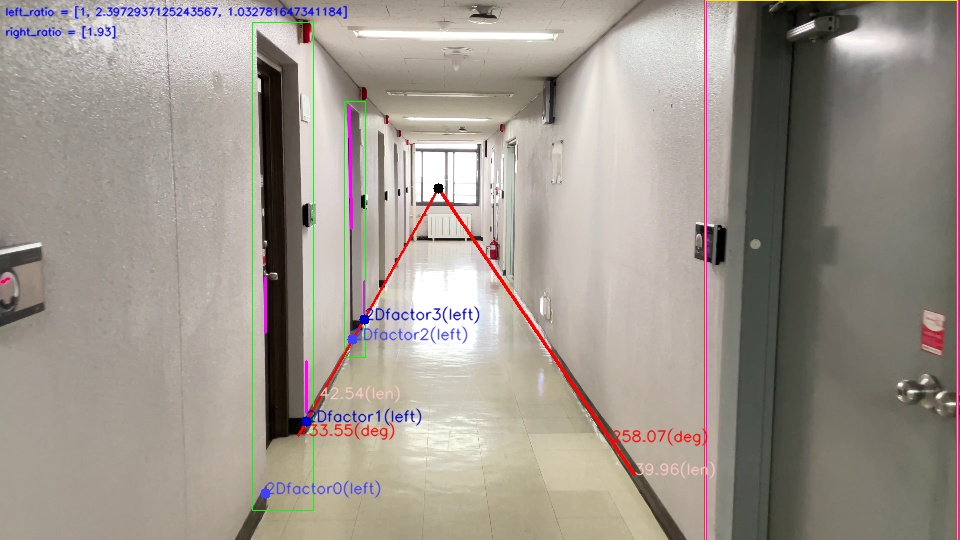 left_ratio = [1, 2.3972937125243567, 1.032781647341184]
right_ratio = [1.93]
2Dfactor3(left)
2Dfactor2(left)
42.54(len)
2Dfactor1(left)
33.55(deg)
258.07(deg)
39.96(len)
2Dfactor0(left)